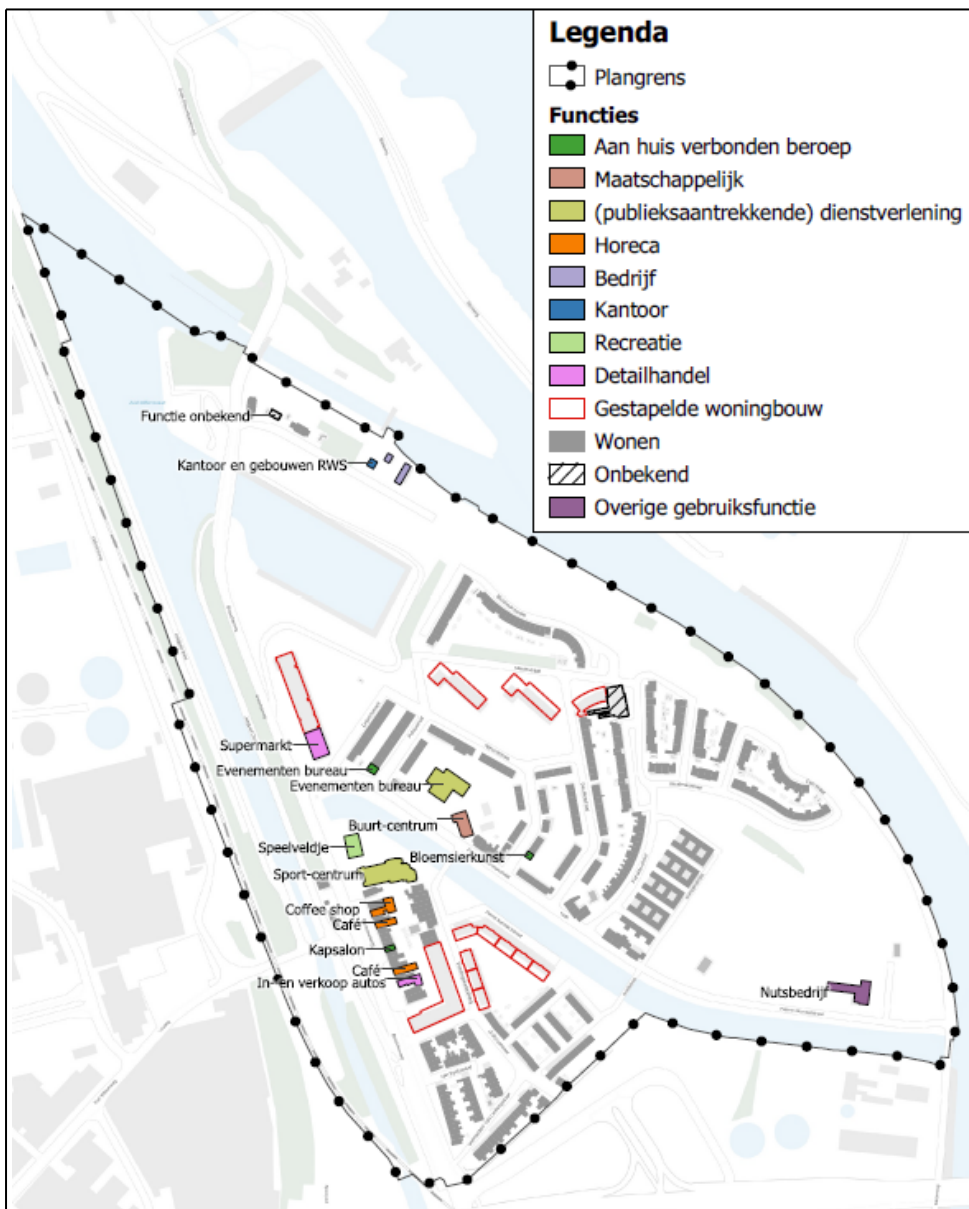 Legenda
Plangrens
Functies
Aan huis verbonden beroep
Maatschappelijk
(publieksaantrekkende) dienstverlening
Horeca
Bedrijf
Kantoor
Recreatie
Detailhandel
Gestapelde woningbouw
Wonen
Onbekend
Overige gebruiksfunctie
Functie onbekend
Kantoor en gebouwen RWS
Supermarkt
Evenementen bureau
Evenementen bureau
Buurt-centrum
Speelveldje
Bloemsierkunst
Sport-centrum
Coffee shop
Café
Kapsalon
Café
In- en verkoop autos
Nutsbedrijf